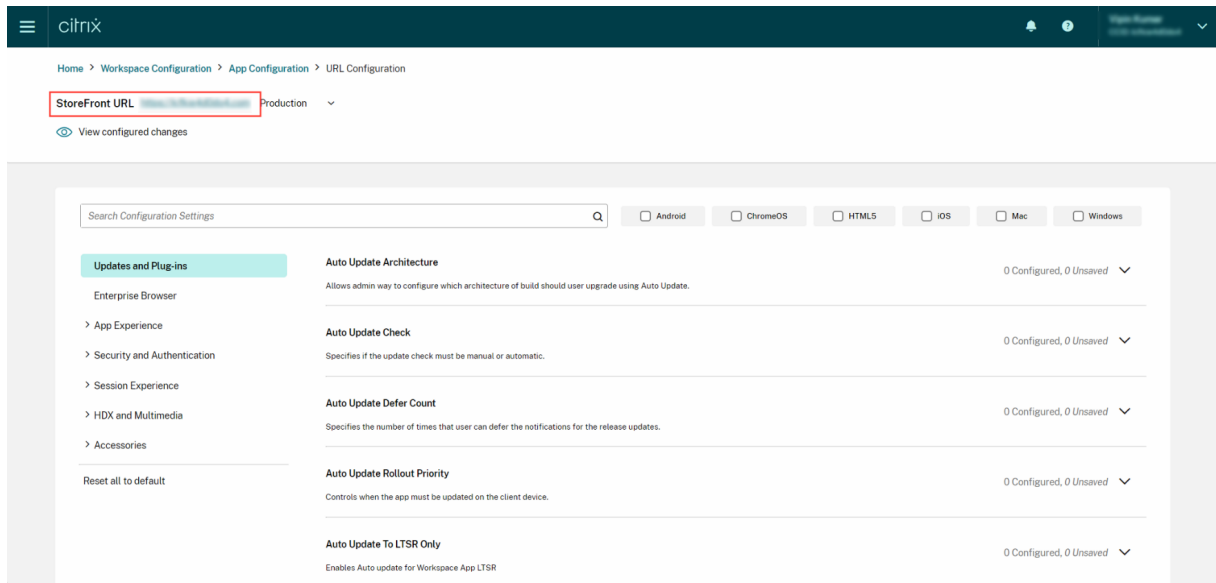 citrix
Home > Workspace Configuration > App Configuration > URL Configuration
StoreFront URL Production
View configured changes
Search Configuration Settings
Android ChromeOS HTML5 iOS Mac Windows
Updates and Plug-ins
Enterprise Browser
> App Experience
> Security and Authentication
> Session Experience
> HDX and Multimedia
> Accessories
Reset all to default
Auto Update Architecture
0 Configured, 0 Unsaved
Allows admin way to configure which architecture of build should user upgrade using Auto Update.
Auto Update Check
0 Configured, 0 Unsaved
Specifies if the update check must be manual or automatic.
Auto Update Defer Count
0 Configured, 0 Unsaved
Specifies the number of times that user can defer the notifications for the release updates.
Auto Update Rollout Priority
0 Configured, 0 Unsaved
Controls when the app must be updated on the client device.
Auto Update To LTSR Only
0 Configured, 0 Unsaved
Enables Auto update for Workspace App LTSR